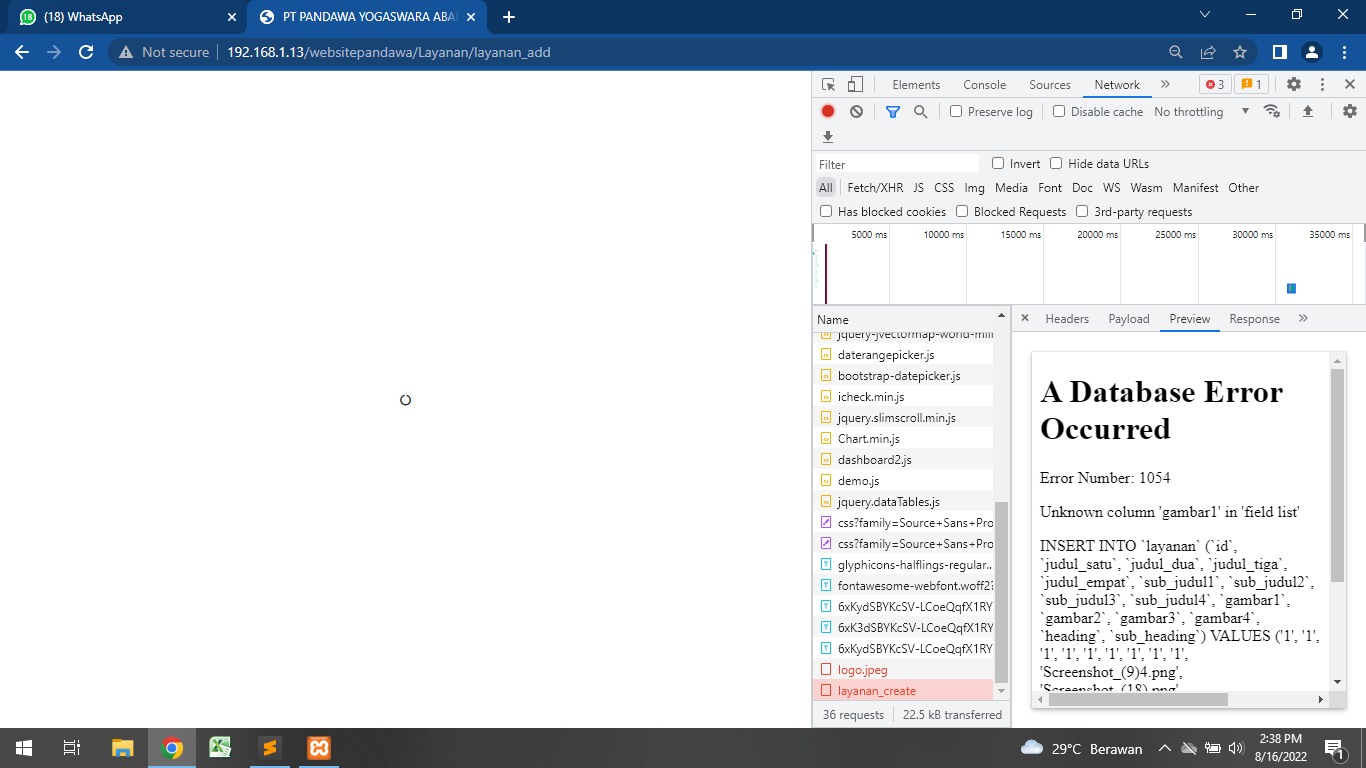 18
(18) WhatsApp
PT PANDAWA YOGASWARA ABA
Not secure
192.168.1.13/websitepandawa/Layanan/layanan_add
Elements Console Sources Network
3 1
Preserve log Disable cache No throttling
Filter
Invert Hide data URLs
All Fetch/XHR JS CSS Img Media Font Doc WS Wasm Manifest Other
Has blocked cookies Blocked Requests 3rd-party requests
5000 ms 10000 ms 15000 ms 20000 ms 25000 ms 30000 ms 35000 ms
Name
Headers Payload Preview Response
jquery-jvectormap-world-mill
daterangepicker.js
bootstrap-datepicker.js
icheck.min.js
jquery.slimscroll.min.js
Chart.min.js
dashboard2.js
demo.js
jquery.dataTables.js
css?family=Source+Sans+Pro
css?family=Source+Sans+Pro
glyphicons-halflings-regular...
fontawesome-webfont.woff2?
6xKydSBYKcSV-LCoeQqfX1RY
6xK3dSBYKcSV-LCoeQqfX1RY
6xKydSBYKcSV-LCoeQqfX1RY
logo.jpeg
layanan_create
36 requests 22.5 kB transferred
A Database Error
Occurred
Error Number: 1054
Unknown column 'gambar1' in 'field list'
INSERT INTO `layanan` (`id`,
`judul_satu`, `judul_dua`, `judul_tiga`,
`judul_empat`, `sub_judul1`, `sub_judul2`,
`sub_judul3`, `sub_judul4`, `gambar1`,
`gambar2`, `gambar3`, `gambar4`,
`heading`, `sub_heading`) VALUES ('1', '1',
'1', '1', '1', '1', '1', '1', '1',
'Screenshot_(9)4.png',
'Screenshot_(18).png',
29°C Berawan
2:38 PM
8/16/2022
1